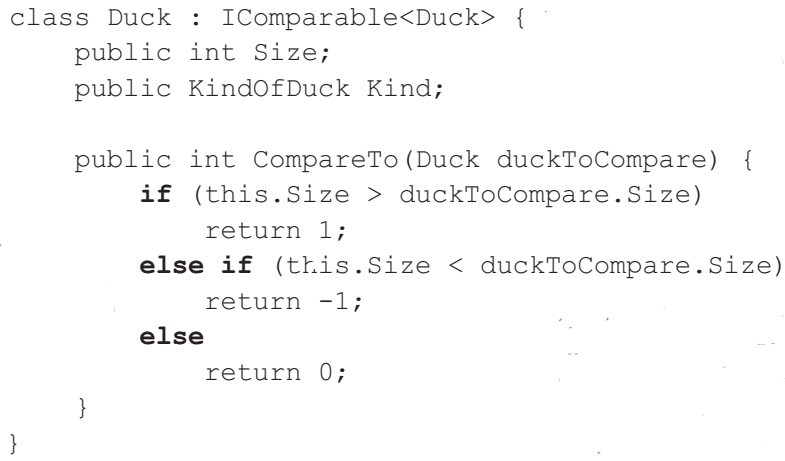 class Duck : IComparable<Duck> {
    public int Size;
    public KindOfDuck Kind;

    public int CompareTo(Duck duckToCompare) {
        if (this.Size > duckToCompare.Size)
            return 1;
        else if (this.Size < duckToCompare.Size)
            return -1;
        else
            return 0;
    }
}